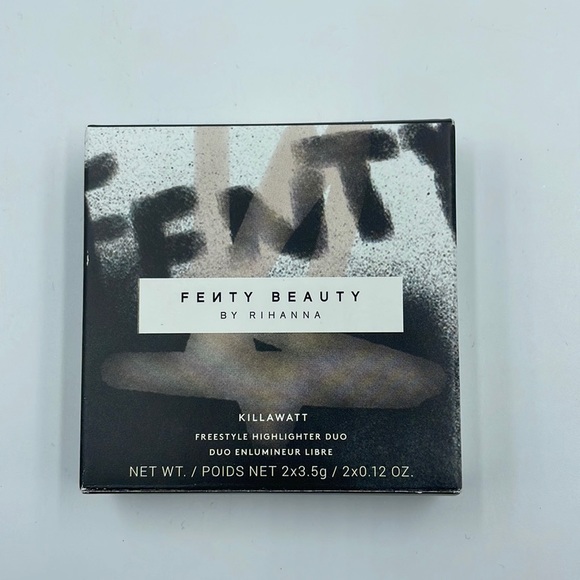 FENTY
FEИTY BEAUTY
BY RIHANNA
KILLAWATT
FREESTYLE HIGHLIGHTER DUO
DUO ENLUMINEUR LIBRE
NET WT. / POIDS NET 2x3.5g / 2x0.12 OZ.